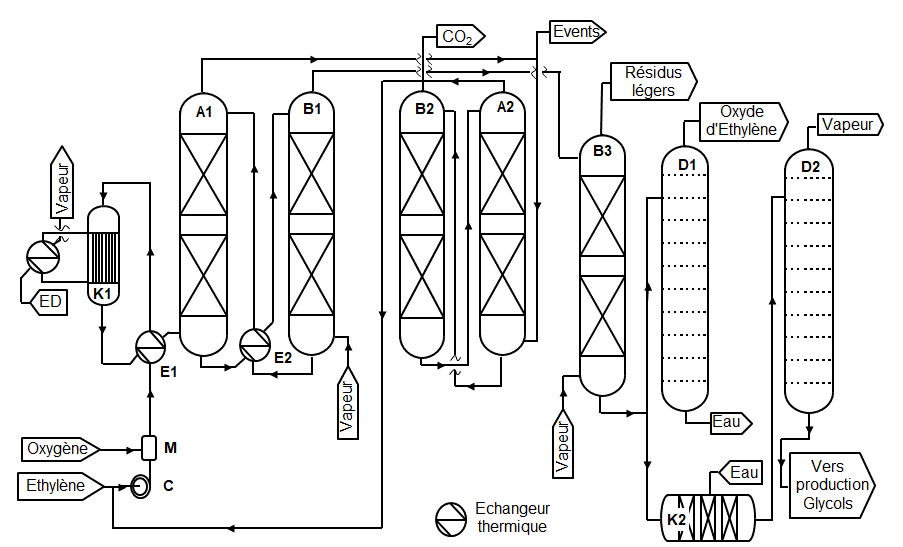 CO₂
Events
Résidus
légers
Oxyde
d'Ethylène
Vapeur
A1
B1
B2
A2
B3
D1
D2
Vapeur
ED
K1
E1
E2
Vapeur
Vapeur
Eau
Oxygène
M
Ethylène
C
Echangeur
thermique
Eau
K2
Vers
production
Glycols